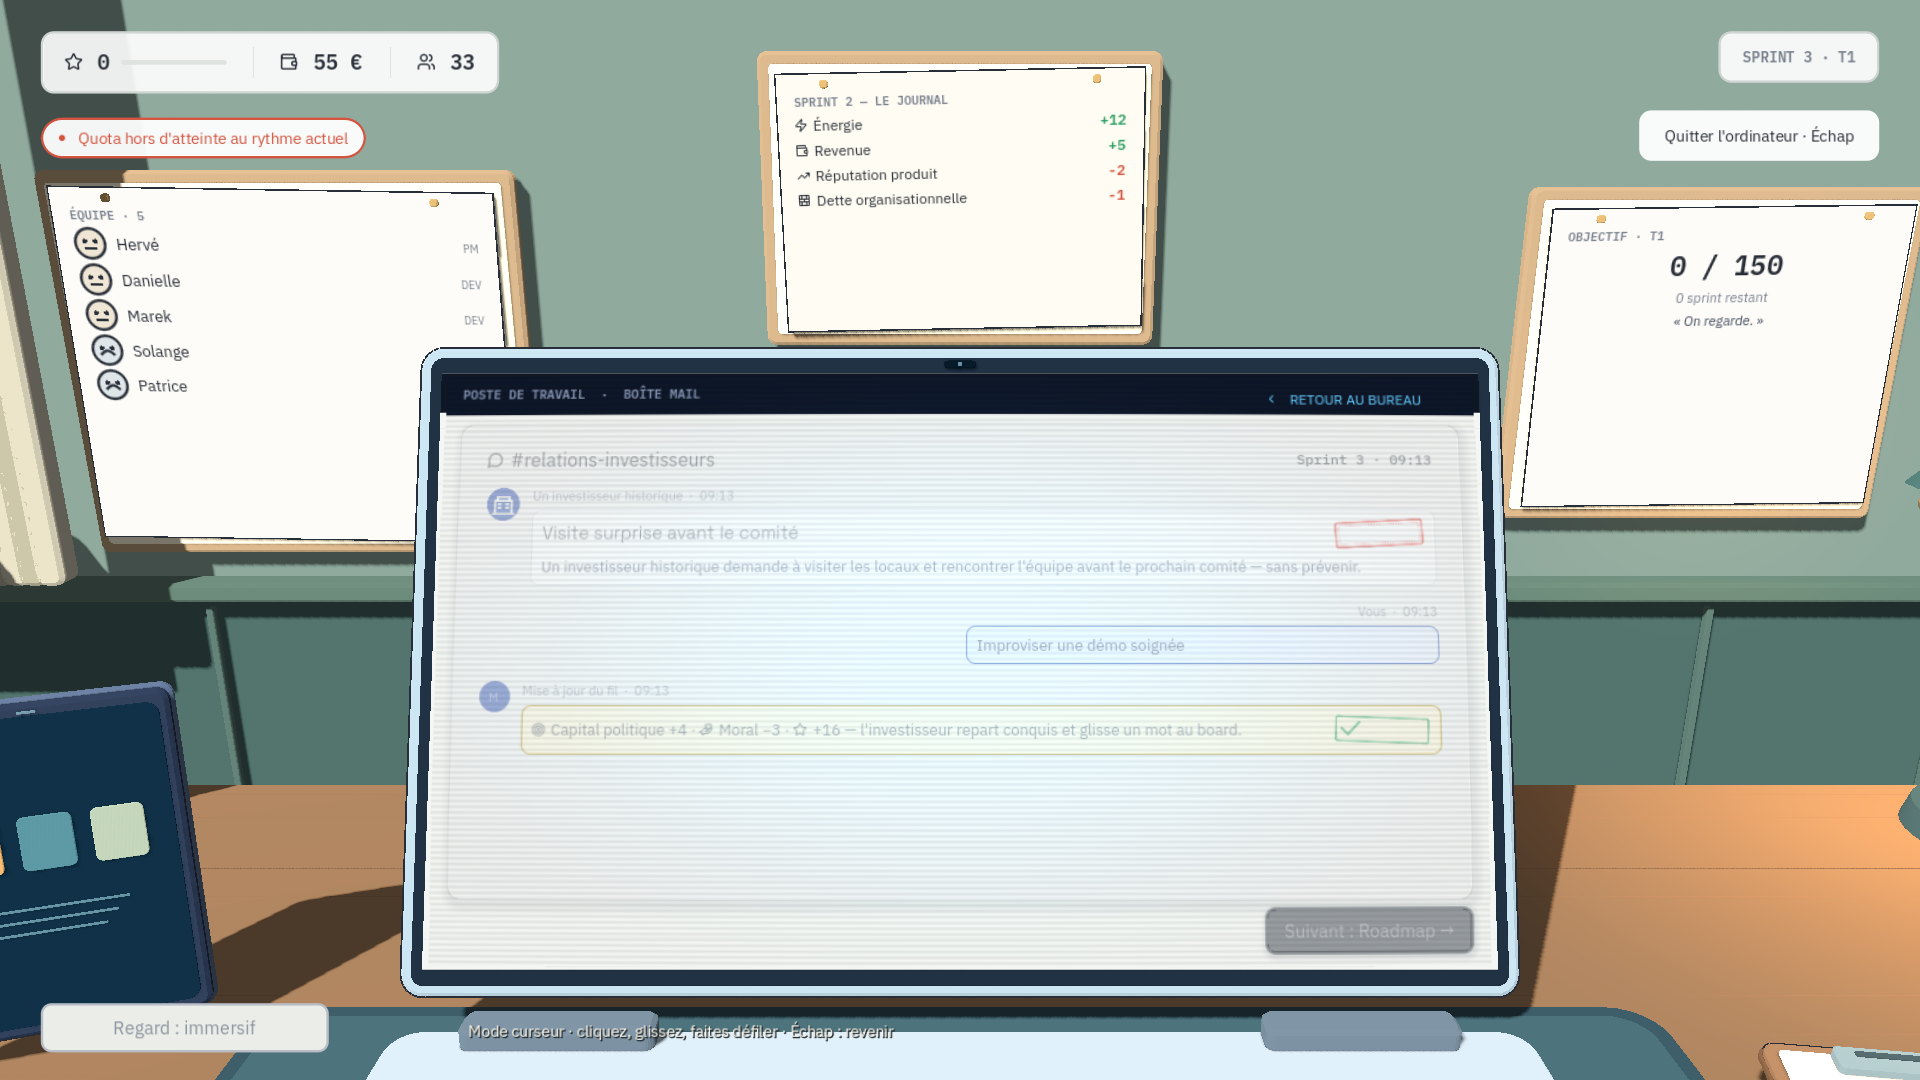 0
55 €
33
SPRINT 3 · T1
Quota hors d'atteinte au rythme actuel
Quitter l'ordinateur · Échap
SPRINT 2 — LE JOURNAL
Énergie +12
Revenue +5
Réputation produit -2
Dette organisationnelle -1
ÉQUIPE · 5
Hervé PM
Danielle DEV
Marek DEV
Solange
Patrice
OBJECTIF · T1
0 / 150
0 sprint restant
« On regarde. »
POSTE DE TRAVAIL · BOÎTE MAIL
‹ RETOUR AU BUREAU
#relations-investisseurs
Sprint 3 · 09:13
Un investisseur historique · 09:13
Visite surprise avant le comité
Un investisseur historique demande à visiter les locaux et rencontrer l'équipe avant le prochain comité — sans prévenir.
Vous · 09:13
Improviser une démo soignée
M
Mise à jour du fil · 09:13
Capital politique +4 · Moral −3 · +16 — l'investisseur repart conquis et glisse un mot au board.
Suivant : Roadmap →
Regard : immersif
Mode curseur · cliquez, glissez, faites défiler · Échap : revenir